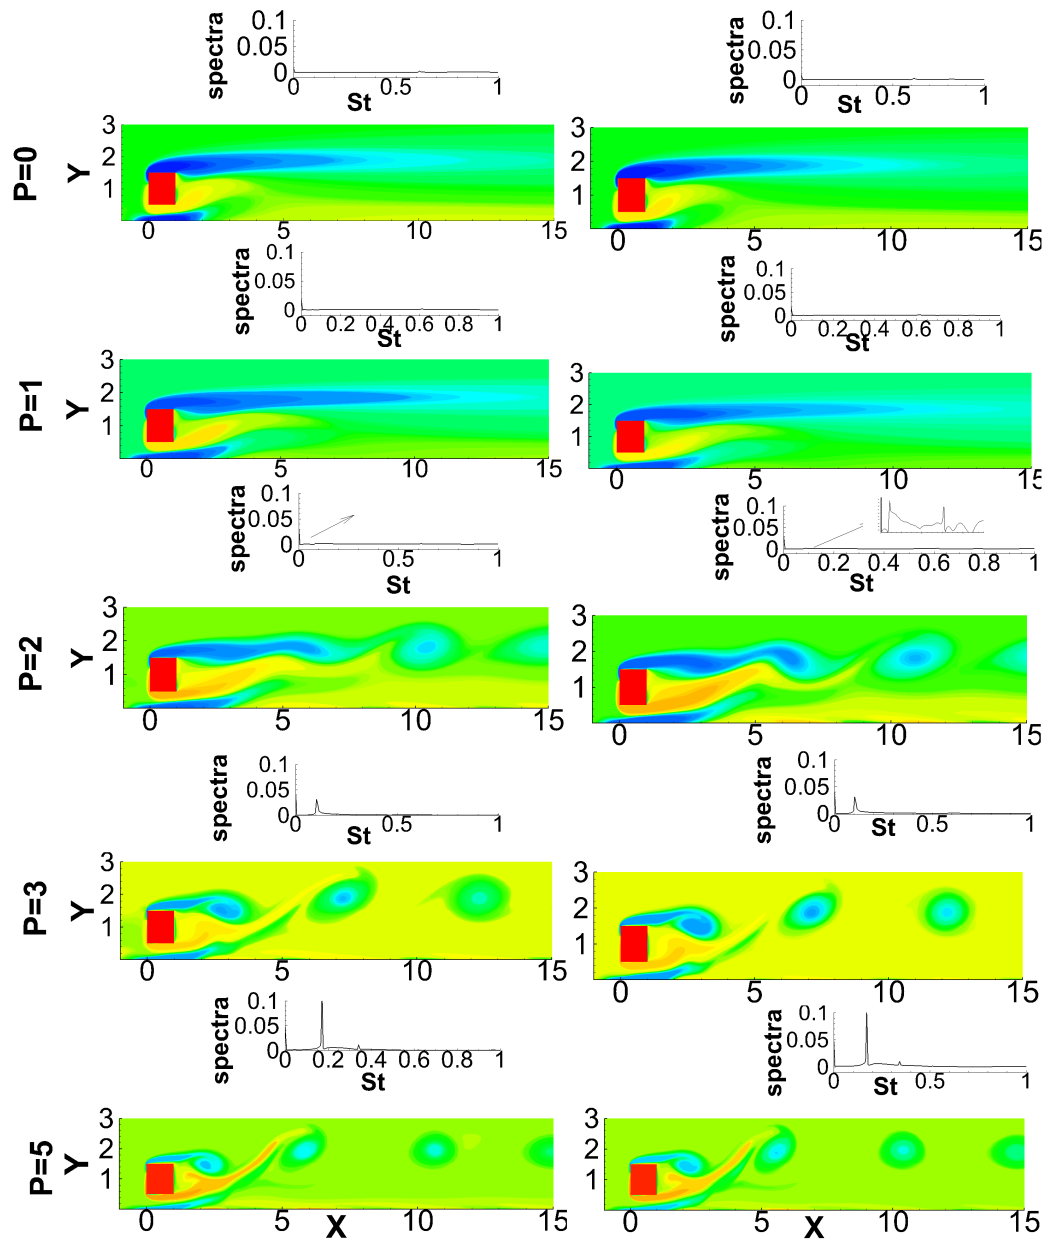 0.1 0.1
spectra 0.05 spectra 0.05
0 0
0 0.5 1 0 0.5 1
St St
P=0 Y 3 2 1 3 2 1
0 5 10 15 0 5 10 15
0.1 0.1
spectra 0.05 spectra 0.05
0 0
0 0.2 0.4 0.6 0.8 1 0 0.2 0.4 0.6 0.8 1
St St
P=1 Y 3 2 1 3 2 1
0 5 10 15 0 5 10 15
0.1 0.1
spectra 0.05 spectra 0.05
0 0
0 0.5 1 0 0.2 0.4 0.6 0.8 1
St St
P=2 Y 3 2 1 3 2 1
0 5 10 15 0 5 10 15
0.1 0.1
spectra 0.05 spectra 0.05
0 0
0 0.5 1 0 0.5 1
St St
P=3 Y 3 2 1 3 2 1
0 5 10 15 0 5 10 15
0.1 0.1
spectra 0.05 spectra 0.05
0 0
0 0.2 0.4 0.6 0.8 1 0 0.5 1
St St
P=5 Y 3 2 1 3 2 1
0 5 10 15 0 5 10 15
X X